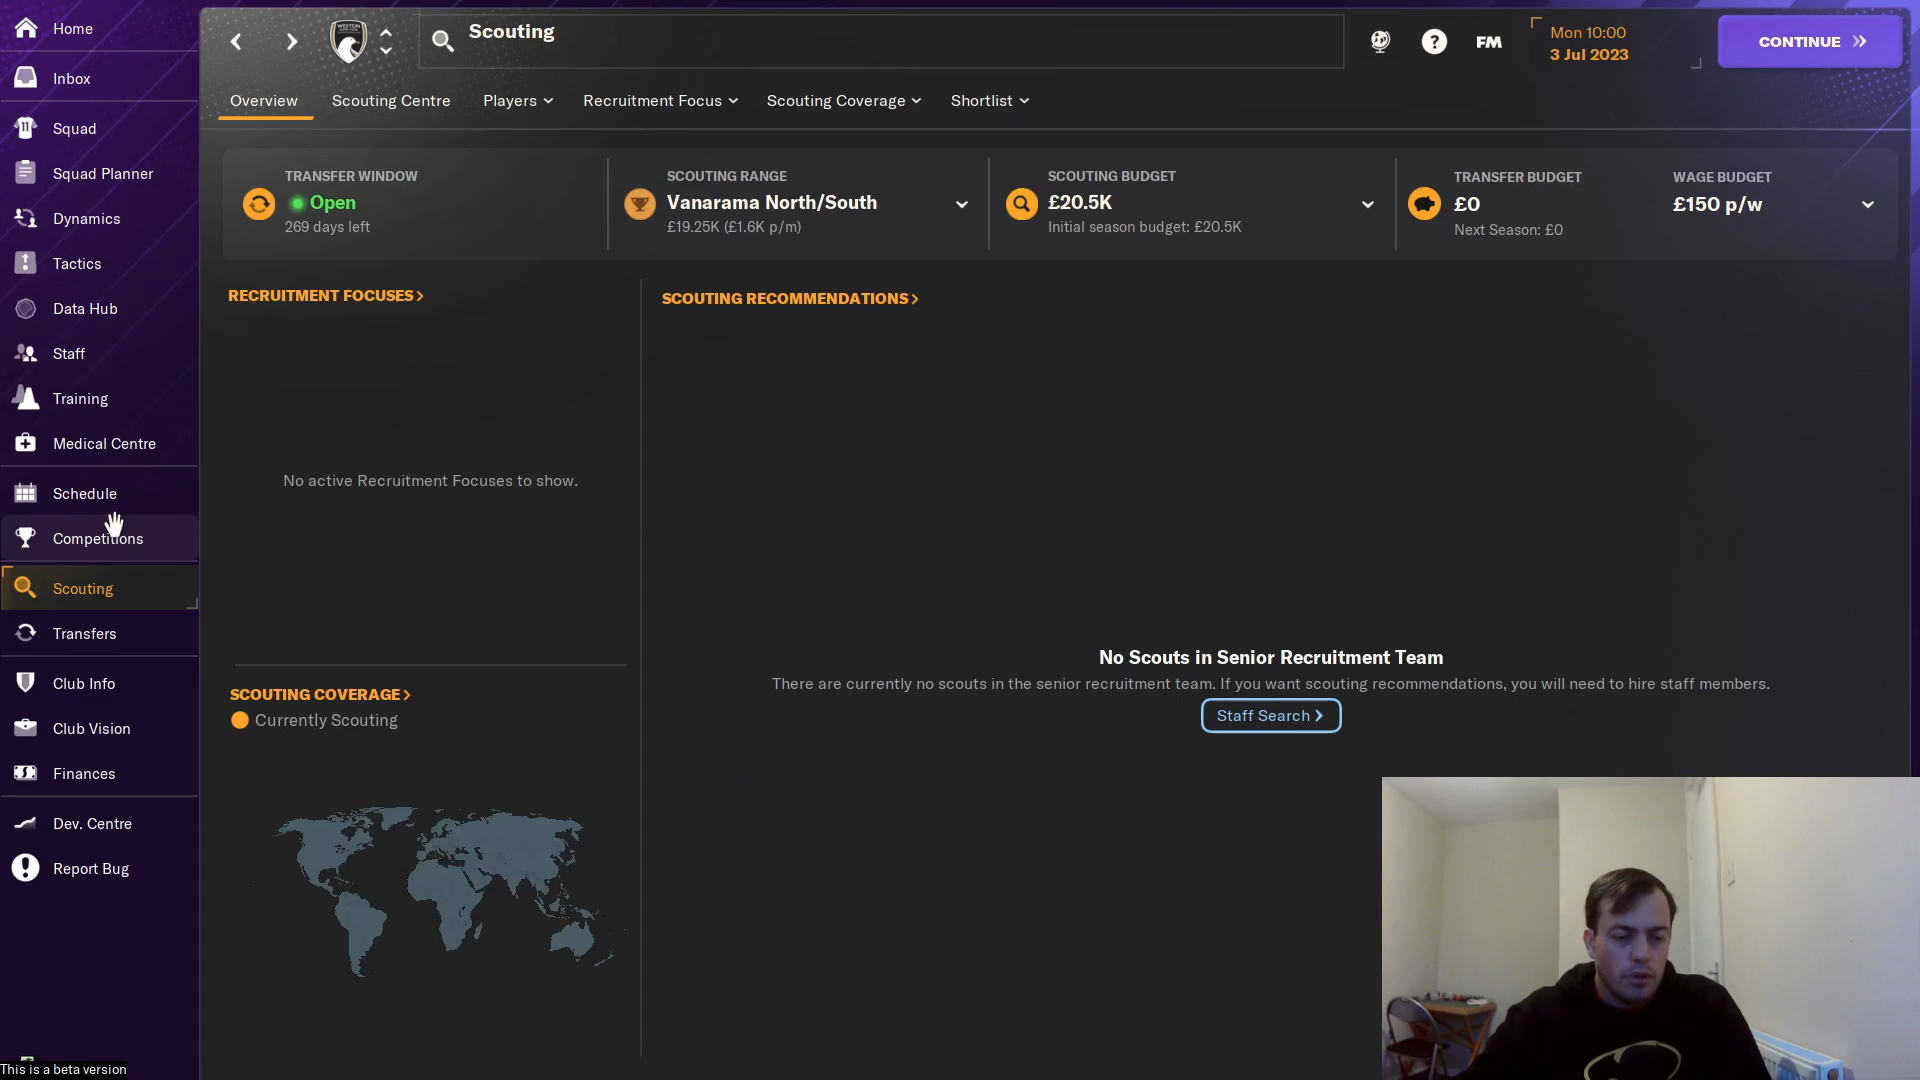 Home
Inbox
Squad
Squad Planner
Dynamics
Tactics
Data Hub
Staff
Training
Medical Centre
Schedule
Competitions
Scouting
Transfers
Club Info
Club Vision
Finances
Dev. Centre
Report Bug
This is a beta version
WESTON
Scouting
FM
Mon 10:00
3 Jul 2023
CONTINUE
Overview
Scouting Centre
Players
Recruitment Focus
Scouting Coverage
Shortlist
TRANSFER WINDOW
Open
269 days left
SCOUTING RANGE
Vanarama North/South
£19.25K (£1.6K p/m)
SCOUTING BUDGET
£20.5K
Initial season budget: £20.5K
TRANSFER BUDGET
£0
Next Season: £0
WAGE BUDGET
£150 p/w
RECRUITMENT FOCUSES >
No active Recruitment Focuses to show.
SCOUTING COVERAGE >
Currently Scouting
SCOUTING RECOMMENDATIONS >
No Scouts in Senior Recruitment Team
There are currently no scouts in the senior recruitment team. If you want scouting recommendations, you will need to hire staff members.
Staff Search >